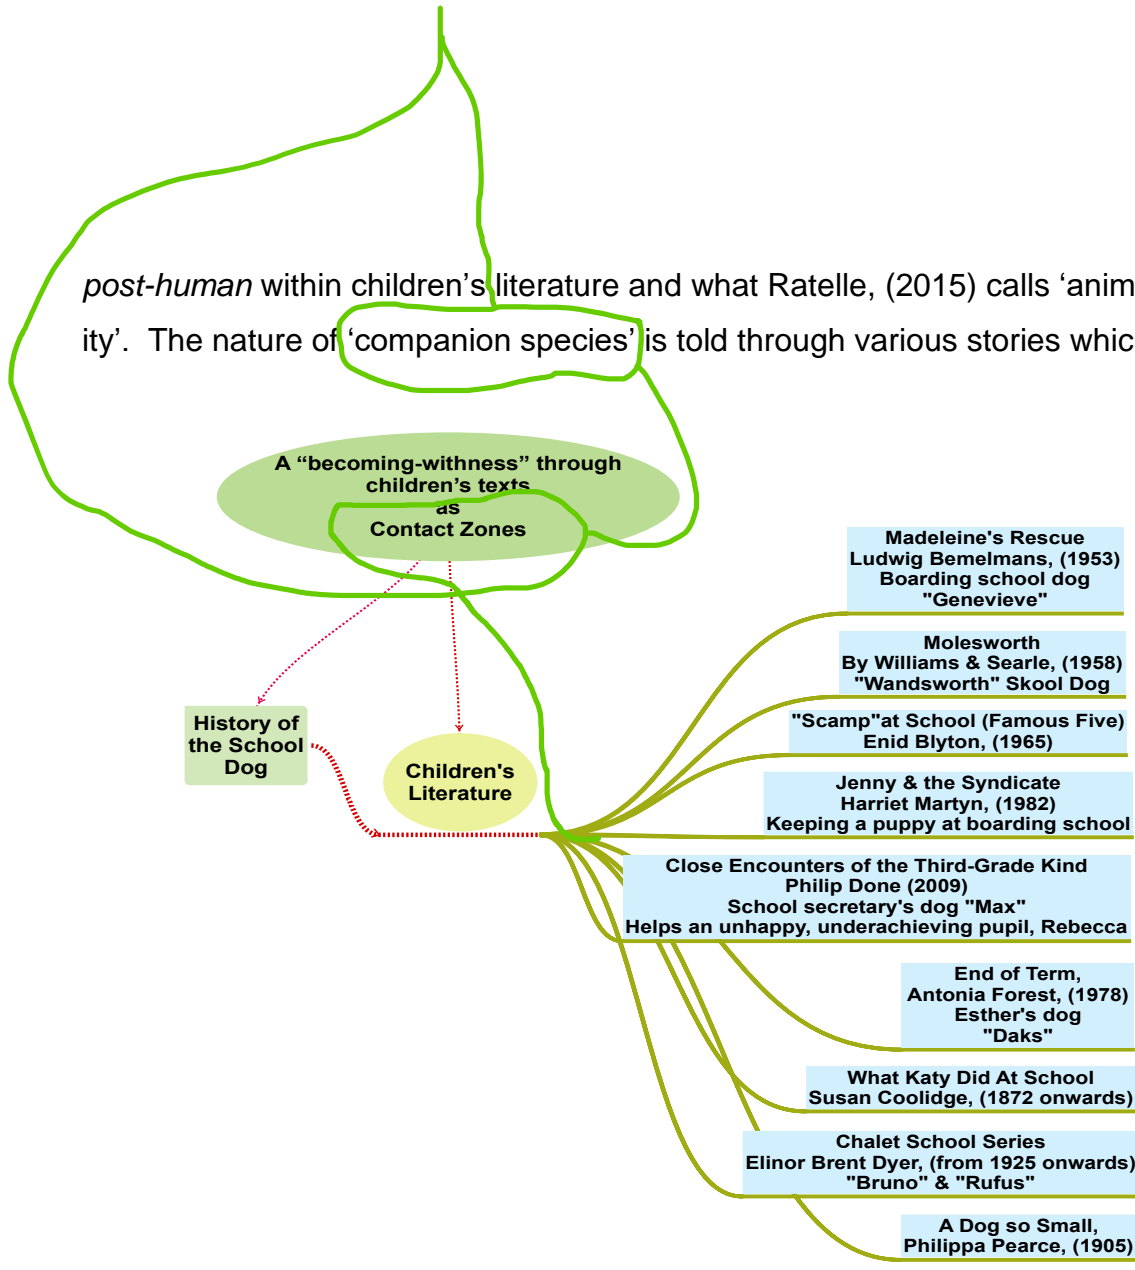 post-human within children’s literature and what Ratelle, (2015) calls ‘anim
ity’.  The nature of ‘companion species’ is told through various stories whic
A “becoming-withness” through
children’s texts
as
Contact Zones
History of
the School
Dog
Children's
Literature
Madeleine's Rescue
Ludwig Bemelmans, (1953)
Boarding school dog
"Genevieve"
Molesworth
By Williams & Searle, (1958)
"Wandsworth" Skool Dog
"Scamp"at School (Famous Five)
Enid Blyton, (1965)
Jenny & the Syndicate
Harriet Martyn, (1982)
Keeping a puppy at boarding school
Close Encounters of the Third-Grade Kind
Philip Done (2009)
School secretary's dog "Max"
Helps an unhappy, underachieving pupil, Rebecca
End of Term,
Antonia Forest, (1978)
Esther's dog
"Daks"
What Katy Did At School
Susan Coolidge, (1872 onwards)
Chalet School Series
Elinor Brent Dyer, (from 1925 onwards)
"Bruno" & "Rufus"
A Dog so Small,
Philippa Pearce, (1905)